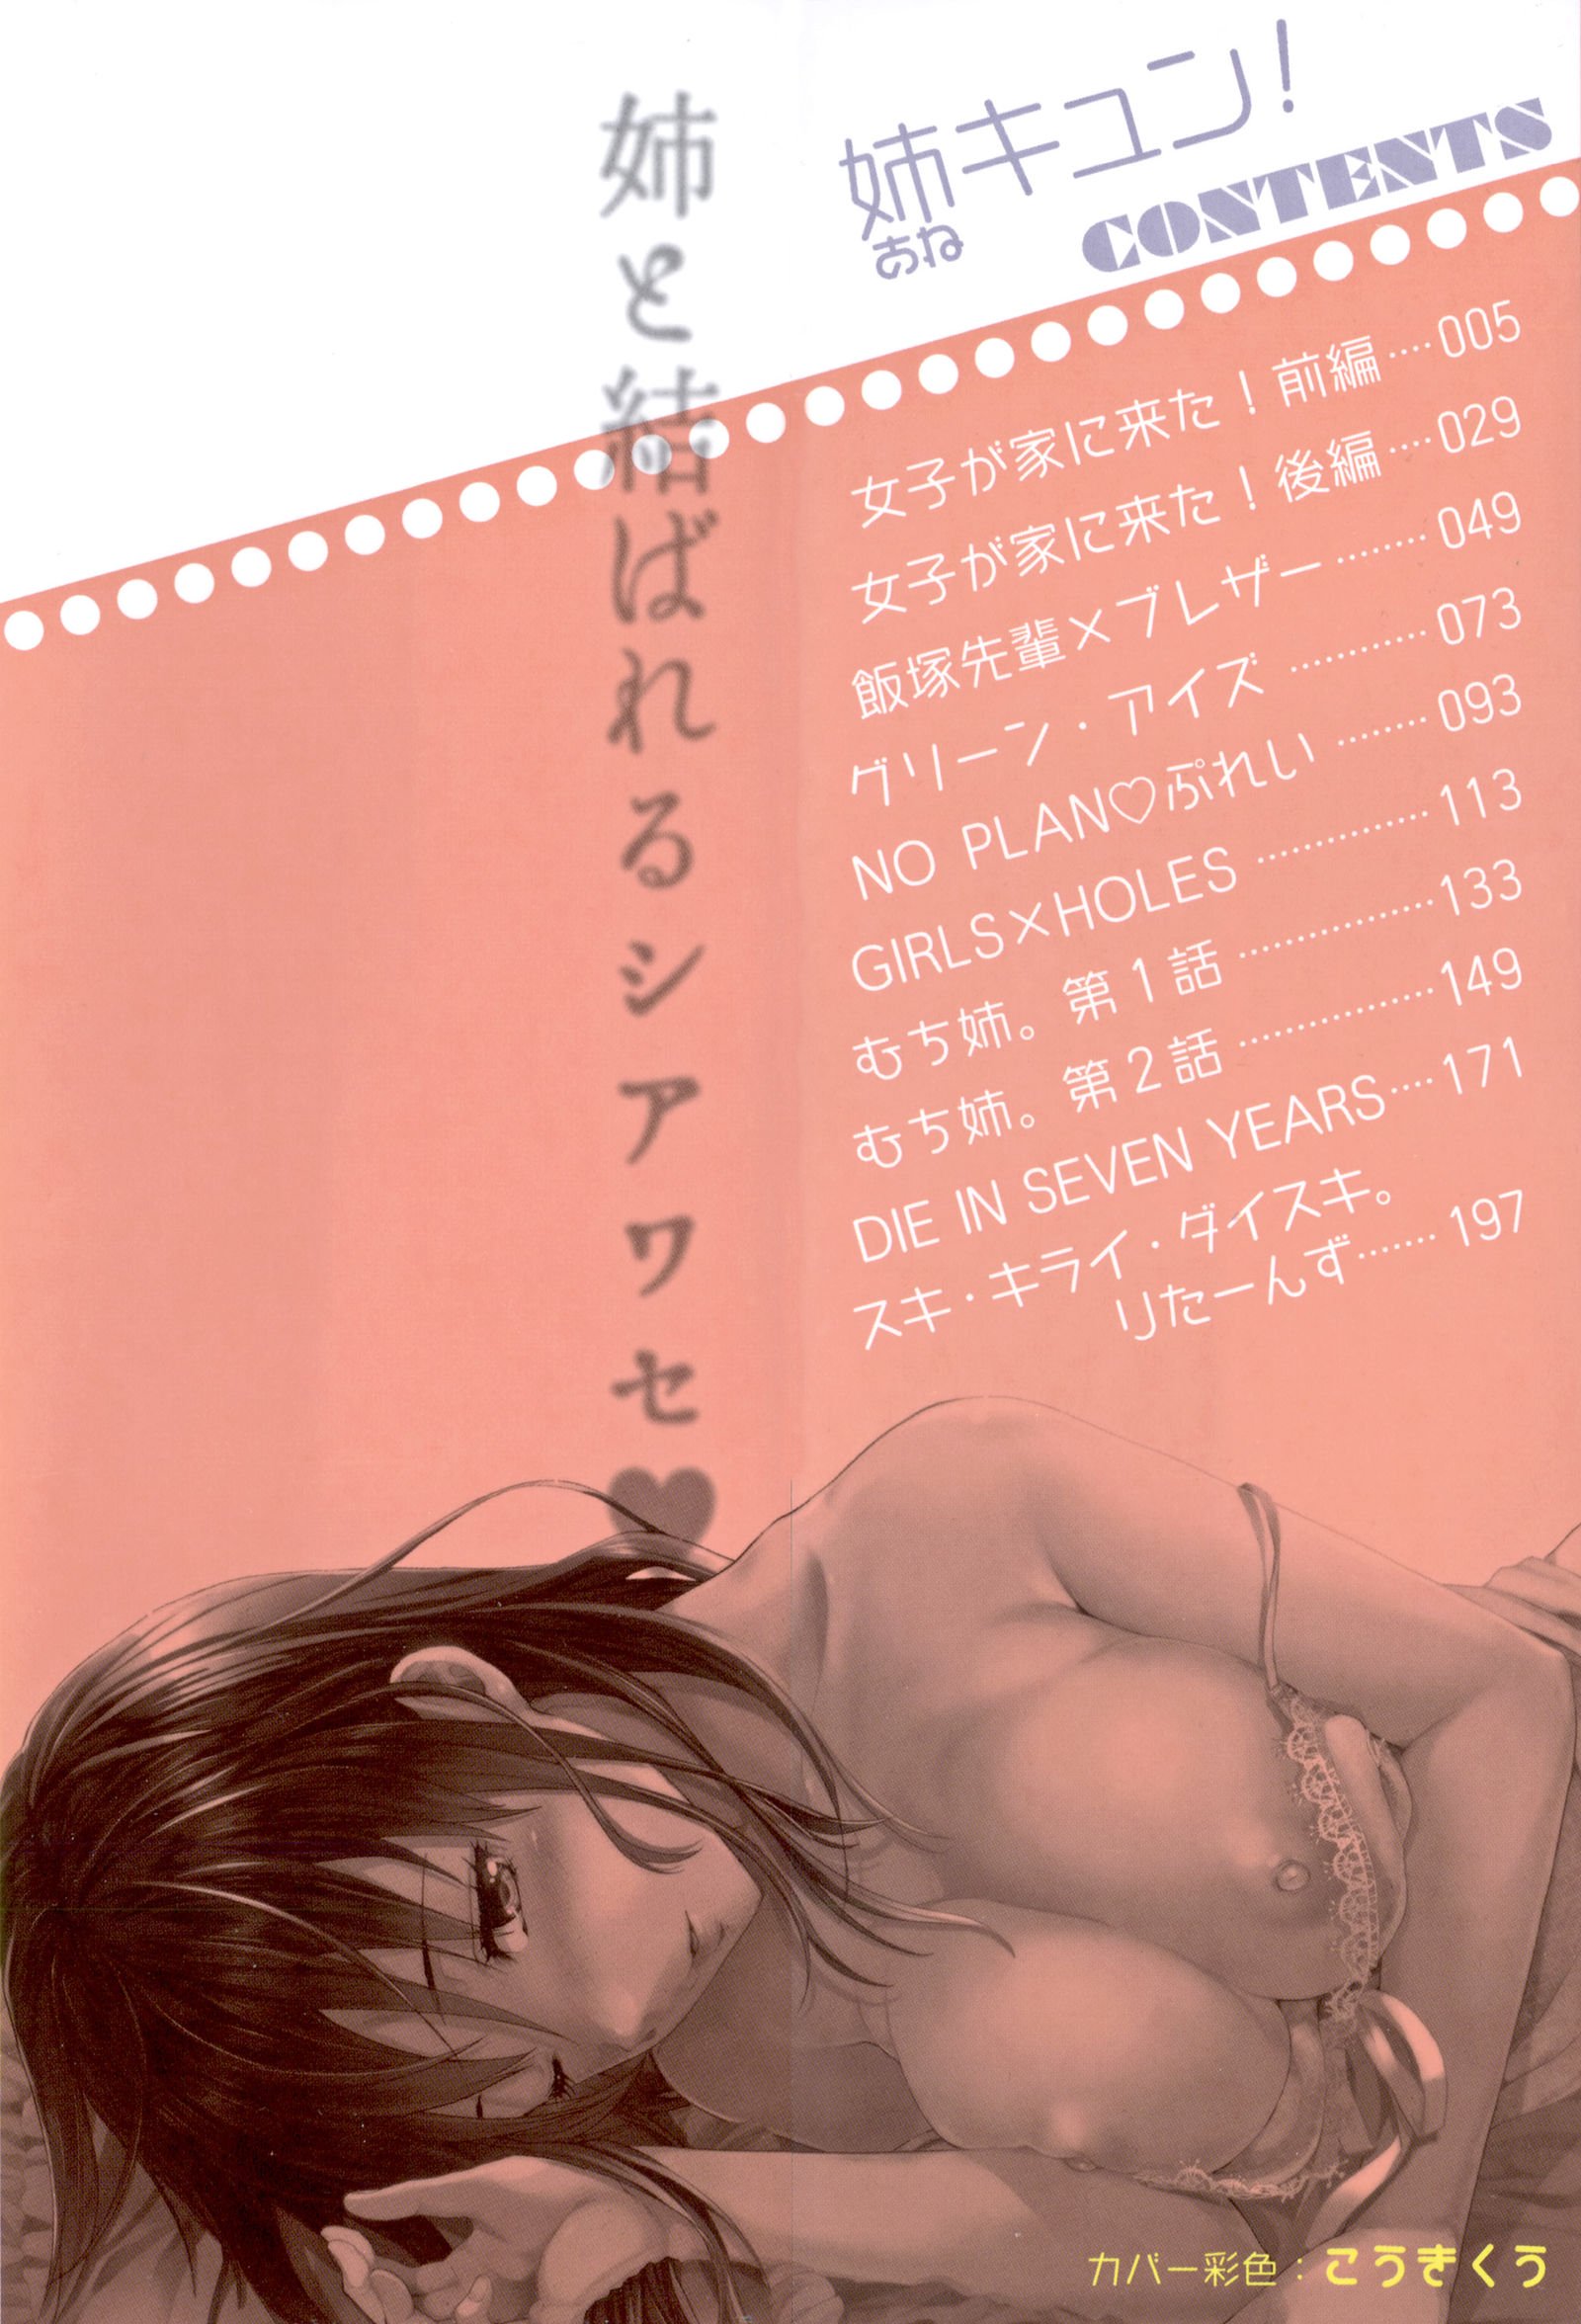 姉キュン!
あね
CONTENTS
女子が家に来た!前編····005
女子が家に来た!後編····029
飯塚先輩×ブレザー········049
グリーン・アイズ············073
NO PLAN♡ぷれい········093
GIRLS×HOLES···············113
むち姉。第1話·················133
むち姉。第2話·················149
DIE IN SEVEN YEARS····171
スキ・キライ・ダイスキ。
りたーんず·······197
姉と結ばれるシアワセ♥
カバー彩色:こうきくう